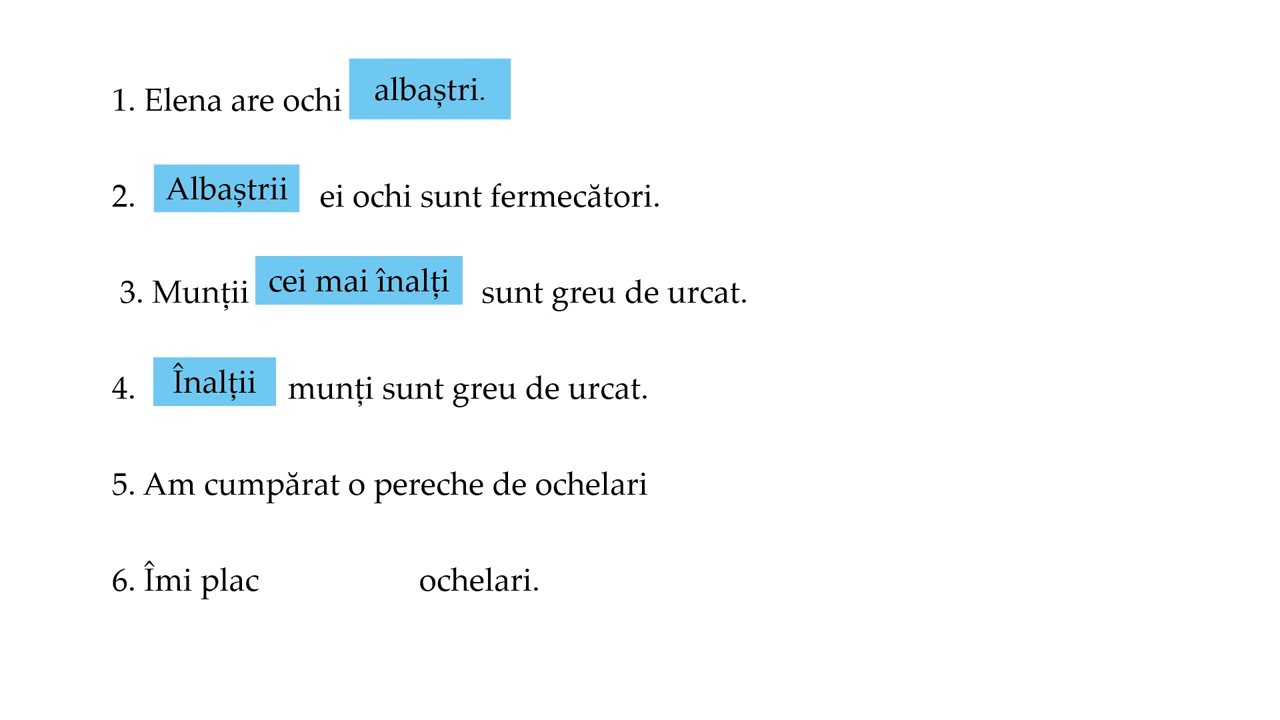 1. Elena are ochi albaștri.
2. Albaștrii ei ochi sunt fermecători.
3. Munții cei mai înalți sunt greu de urcat.
4. Înalții munți sunt greu de urcat.
5. Am cumpărat o pereche de ochelari
6. Îmi plac ochelari.